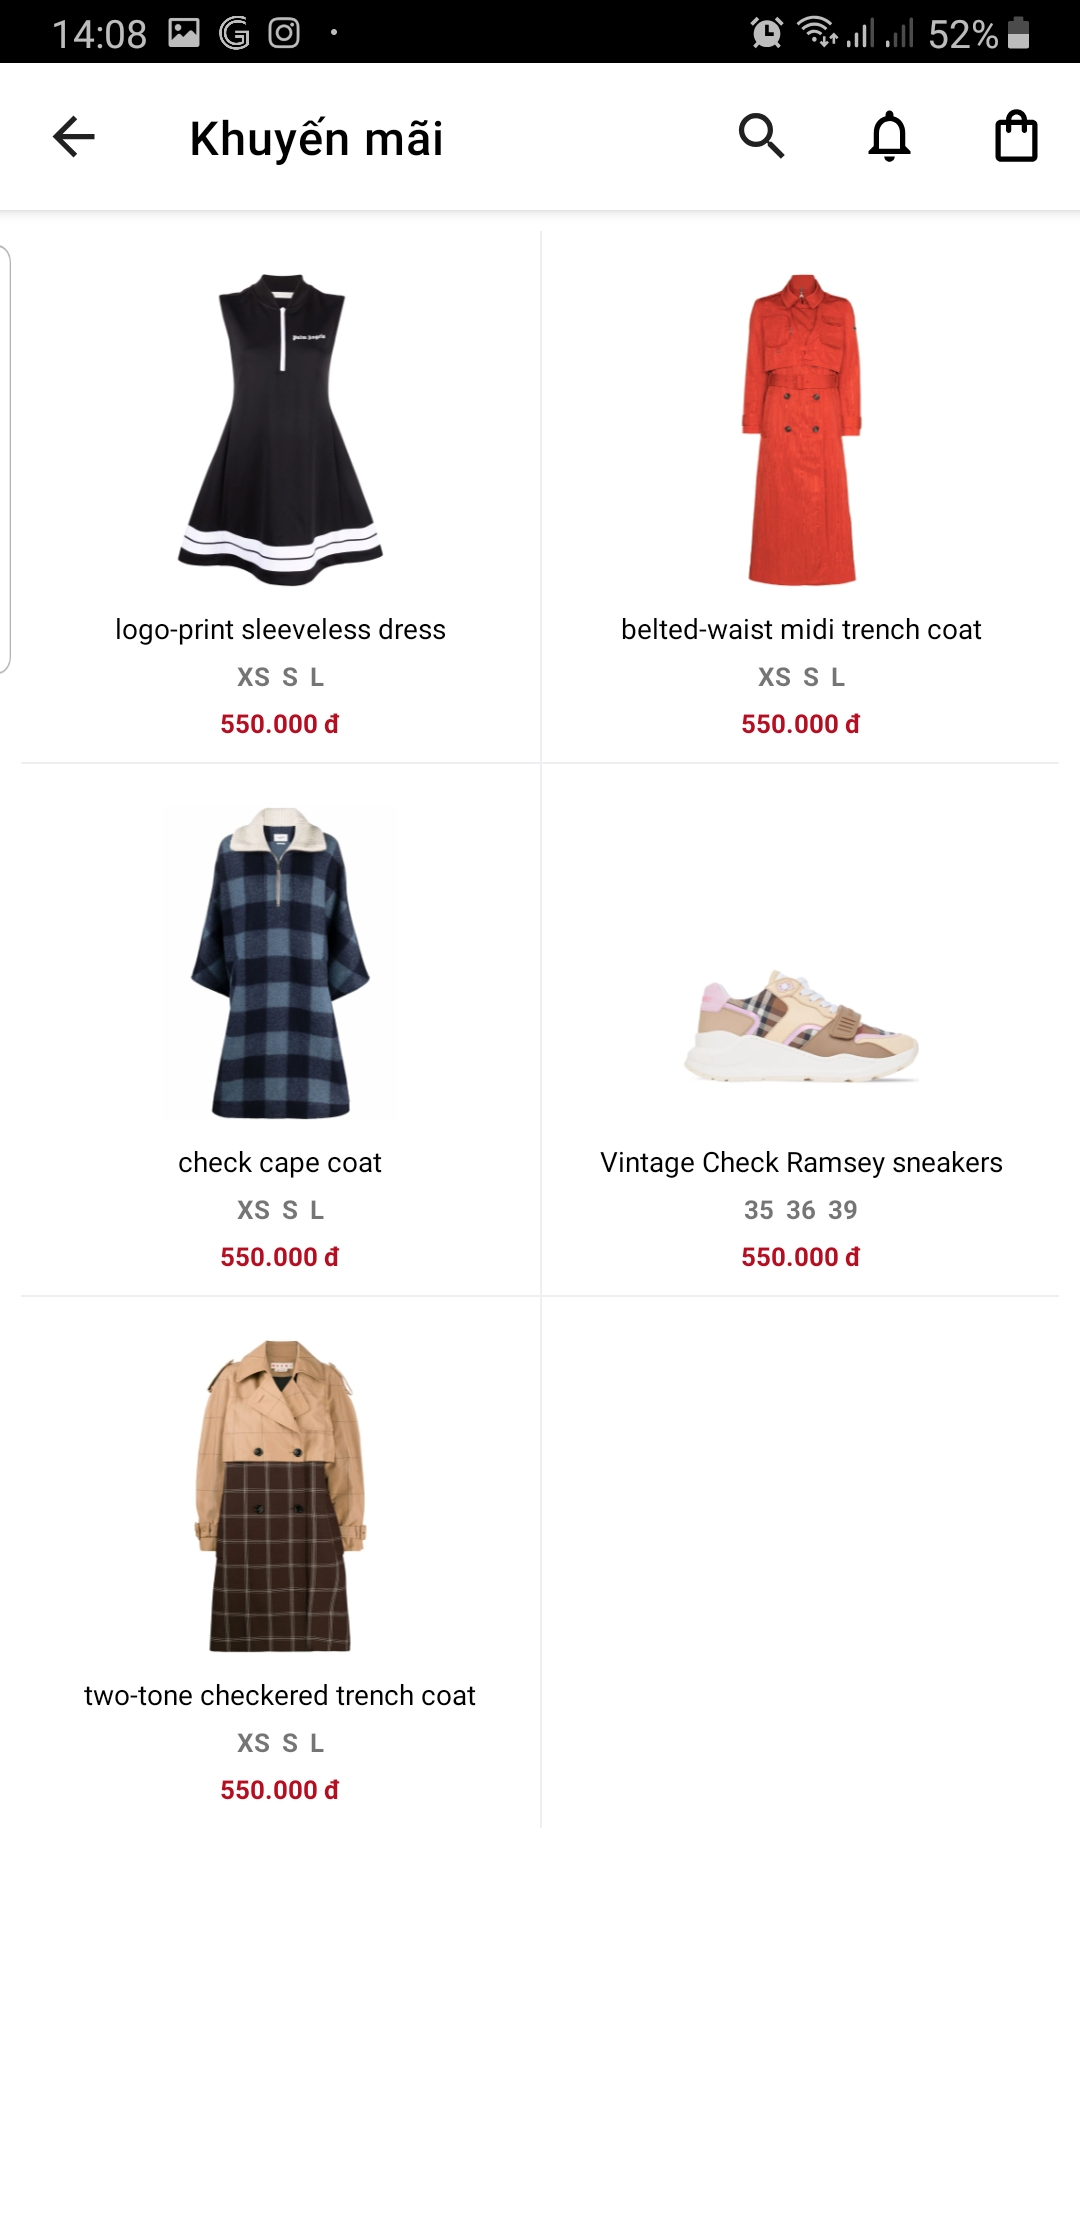 14:08
52%
Khuyến mãi
Palm Angels
logo-print sleeveless dress
XS S L
550.000 đ
belted-waist midi trench coat
XS S L
550.000 đ
check cape coat
XS S L
550.000 đ
Vintage Check Ramsey sneakers
35 36 39
550.000 đ
two-tone checkered trench coat
XS S L
550.000 đ